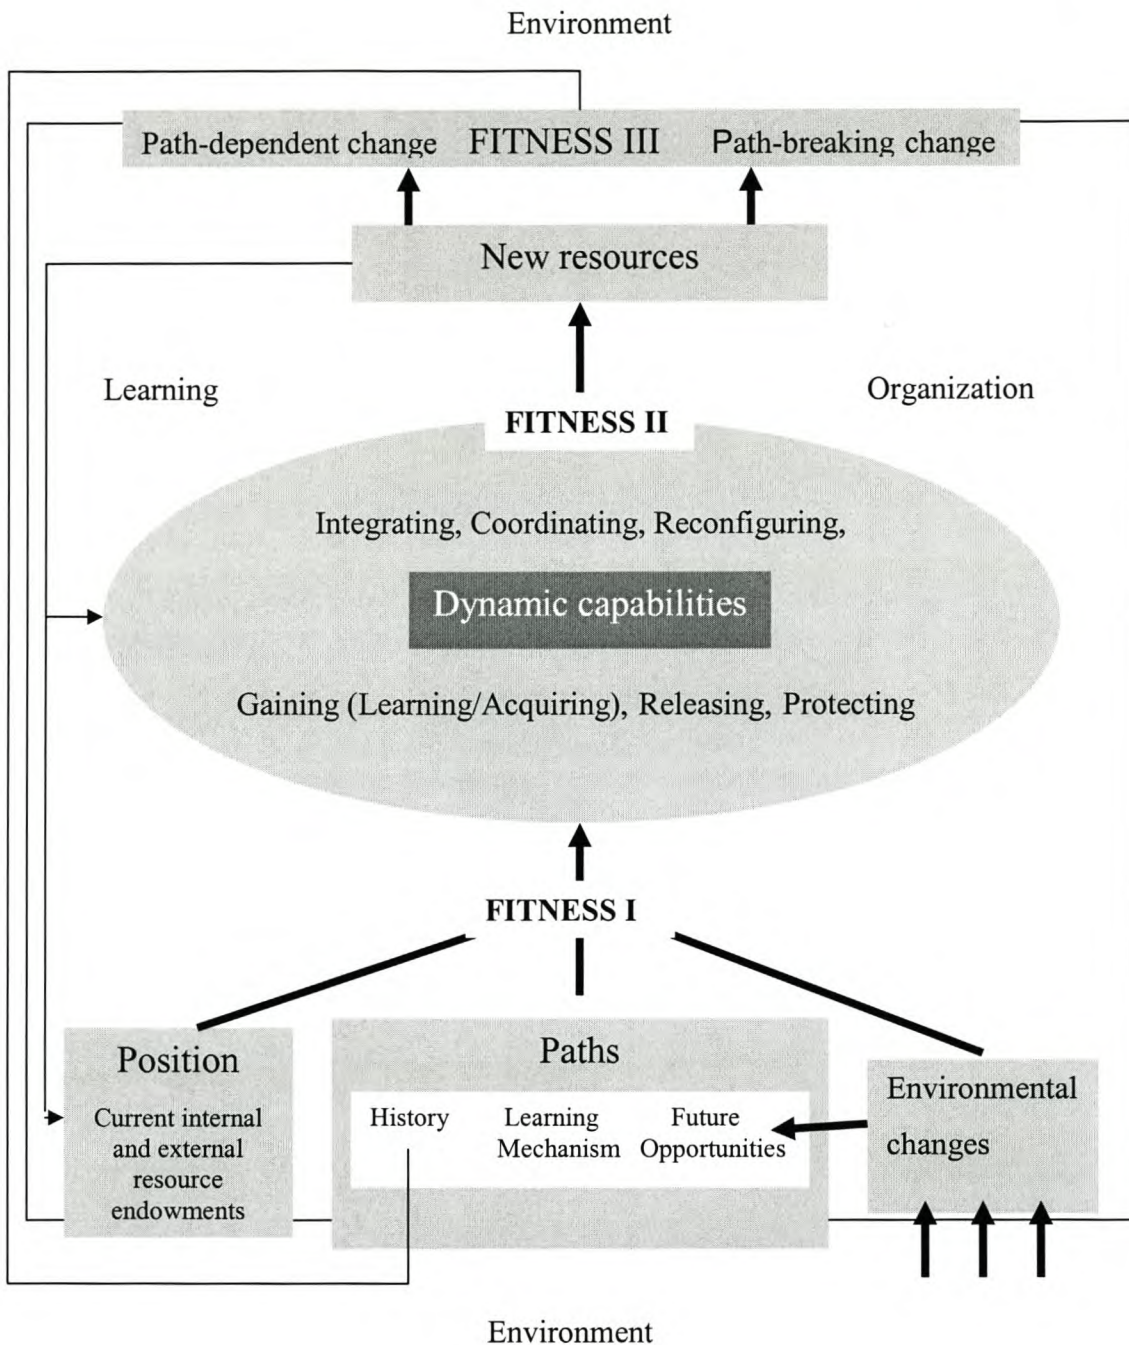 Environment
Path-dependent change FITNESS III Path-breaking change
New resources
Learning
Organization
FITNESS II
Integrating, Coordinating, Reconfiguring,
Dynamic capabilities
Gaining (Learning/Acquiring), Releasing, Protecting
FITNESS I
Position
Current internal
and external
resource
endowments
Paths
History
Learning
Mechanism
Future
Opportunities
Environmental
changes
Environment